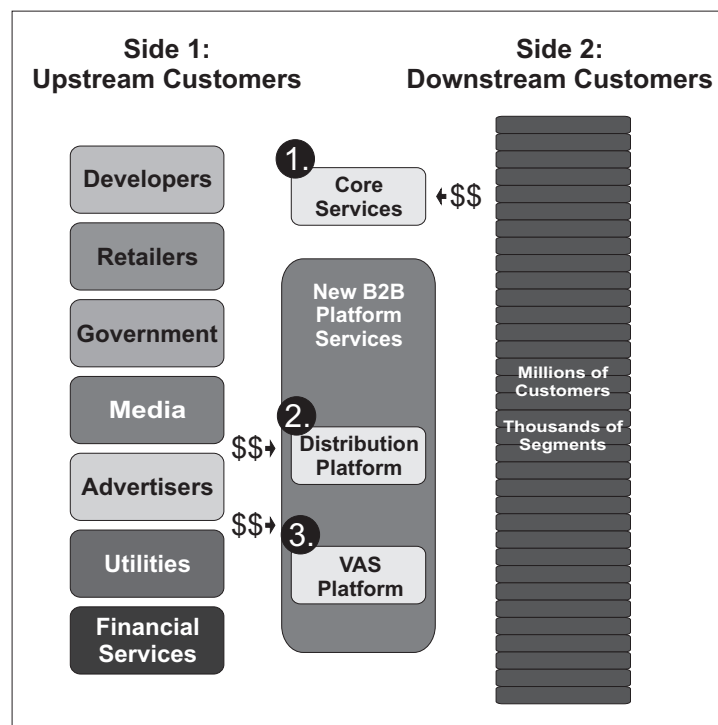 Side 1:
Upstream Customers
Side 2:
Downstream Customers
Developers
Retailers
Government
Media
Advertisers
Utilities
Financial
Services
1.
Core
Services
$$
New B2B
Platform
Services
$$
2.
Distribution
Platform
$$
3.
VAS
Platform
Millions of
Customers
Thousands of
Segments